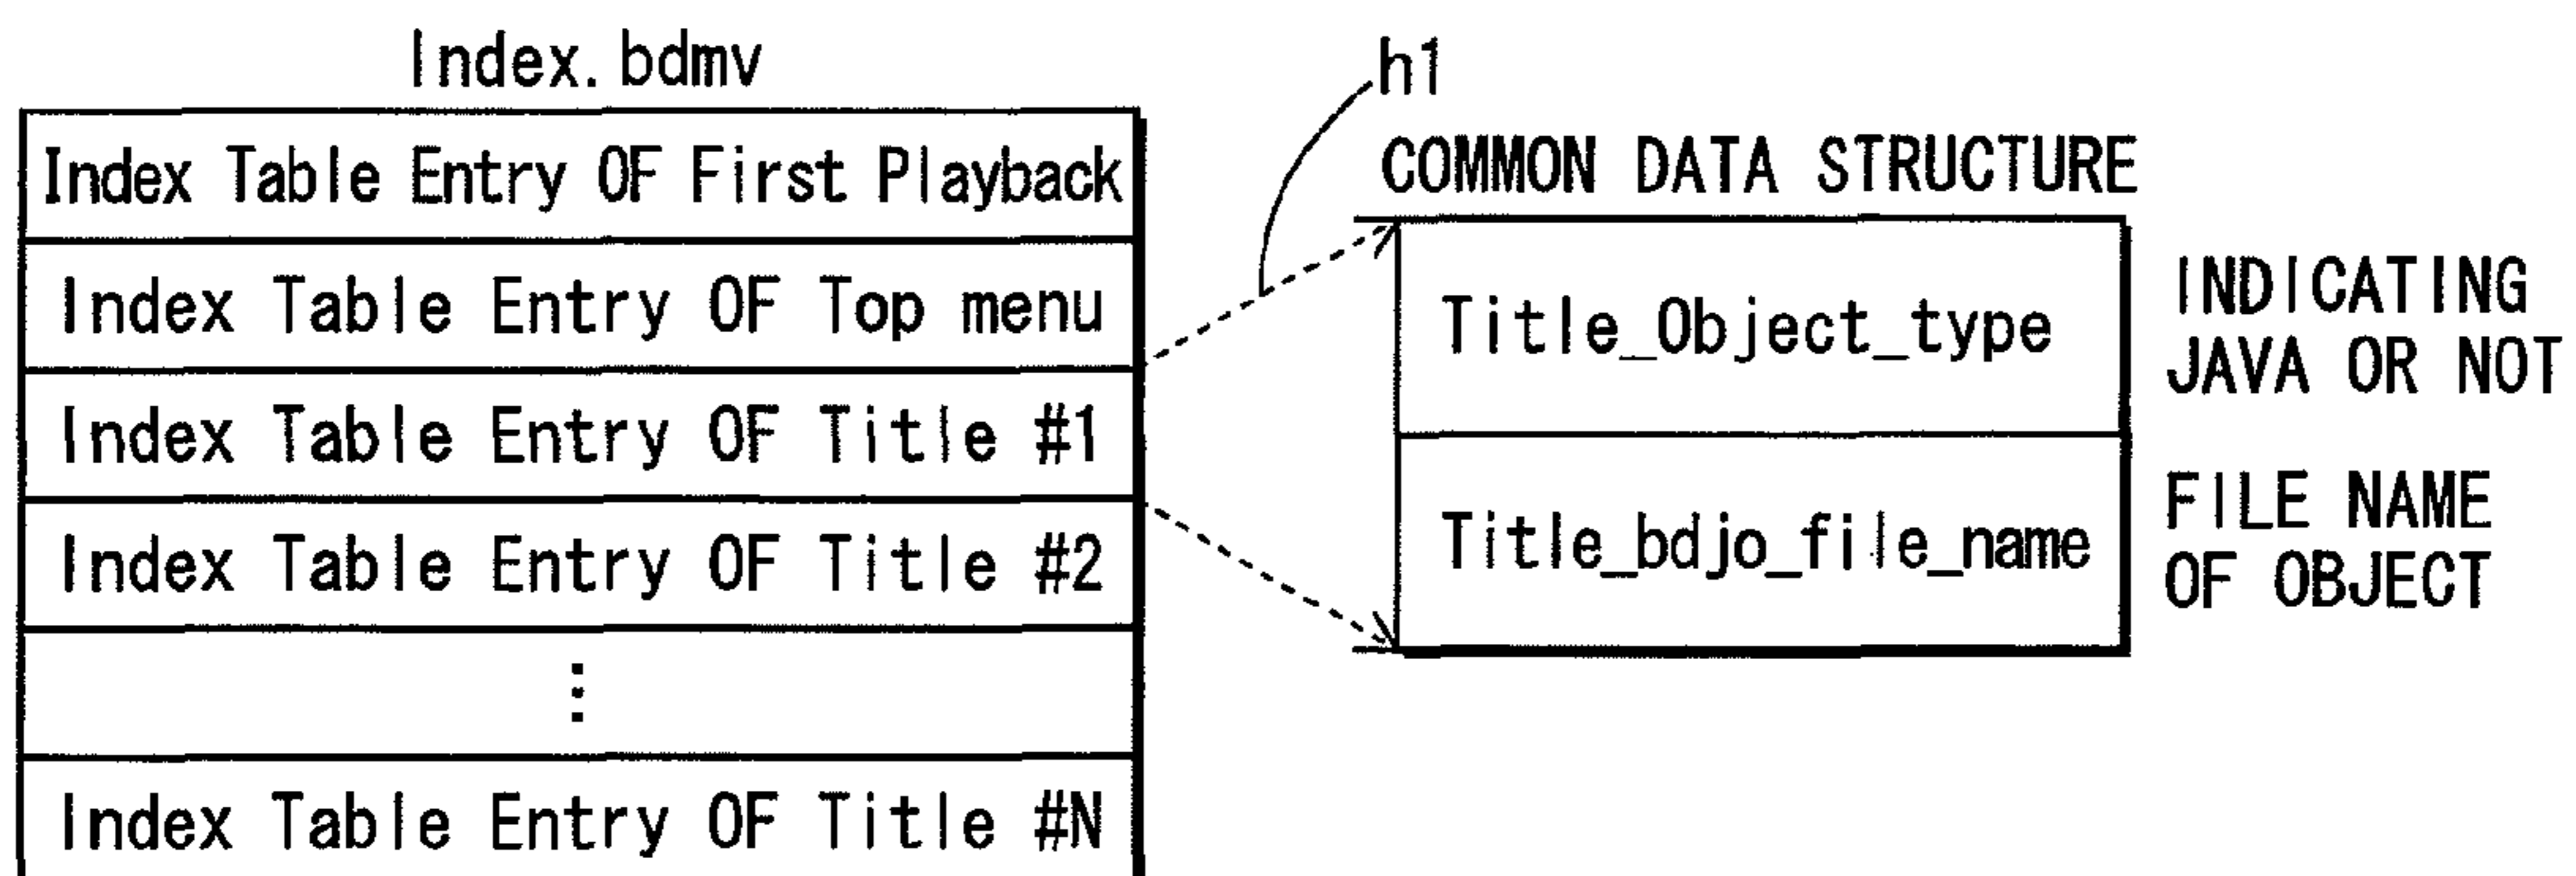 Index.bdmv
Index Table Entry OF First Playback
Index Table Entry OF Top menu
Index Table Entry OF Title #1
Index Table Entry OF Title #2
⋮
Index Table Entry OF Title #N
h1
COMMON DATA STRUCTURE
Title_Object_type
INDICATING
JAVA OR NOT
Title_bdjo_file_name
FILE NAME
OF OBJECT